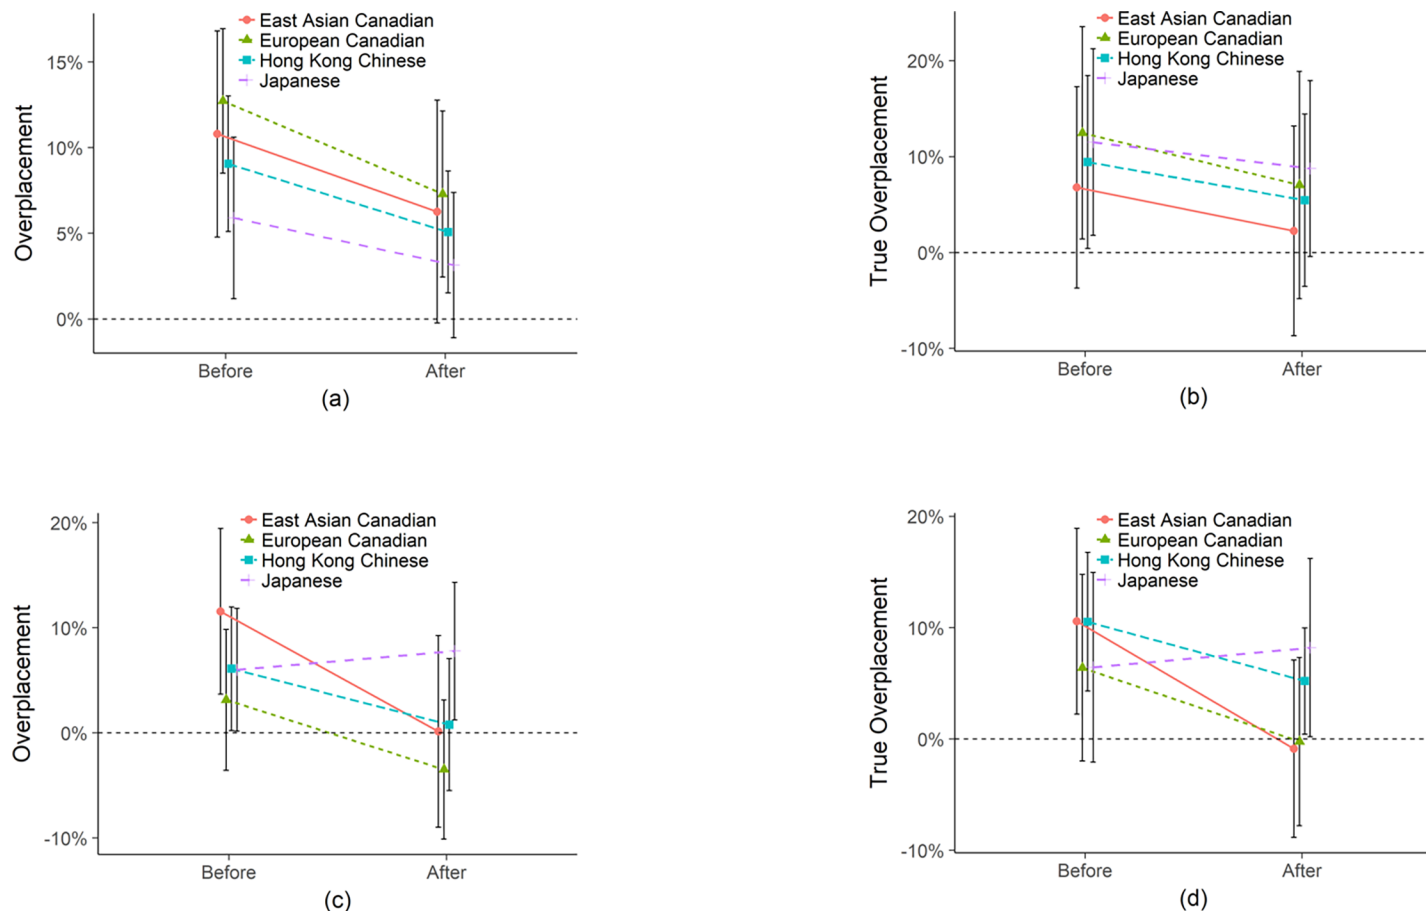 East Asian Canadian
European Canadian
Hong Kong Chinese
Japanese
15%
10%
5%
0%
Overplacement
Before
After
(a)
East Asian Canadian
European Canadian
Hong Kong Chinese
Japanese
20%
10%
0%
-10%
True Overplacement
Before
After
(b)
East Asian Canadian
European Canadian
Hong Kong Chinese
Japanese
20%
10%
0%
-10%
Overplacement
Before
After
(c)
East Asian Canadian
European Canadian
Hong Kong Chinese
Japanese
20%
10%
0%
-10%
True Overplacement
Before
After
(d)